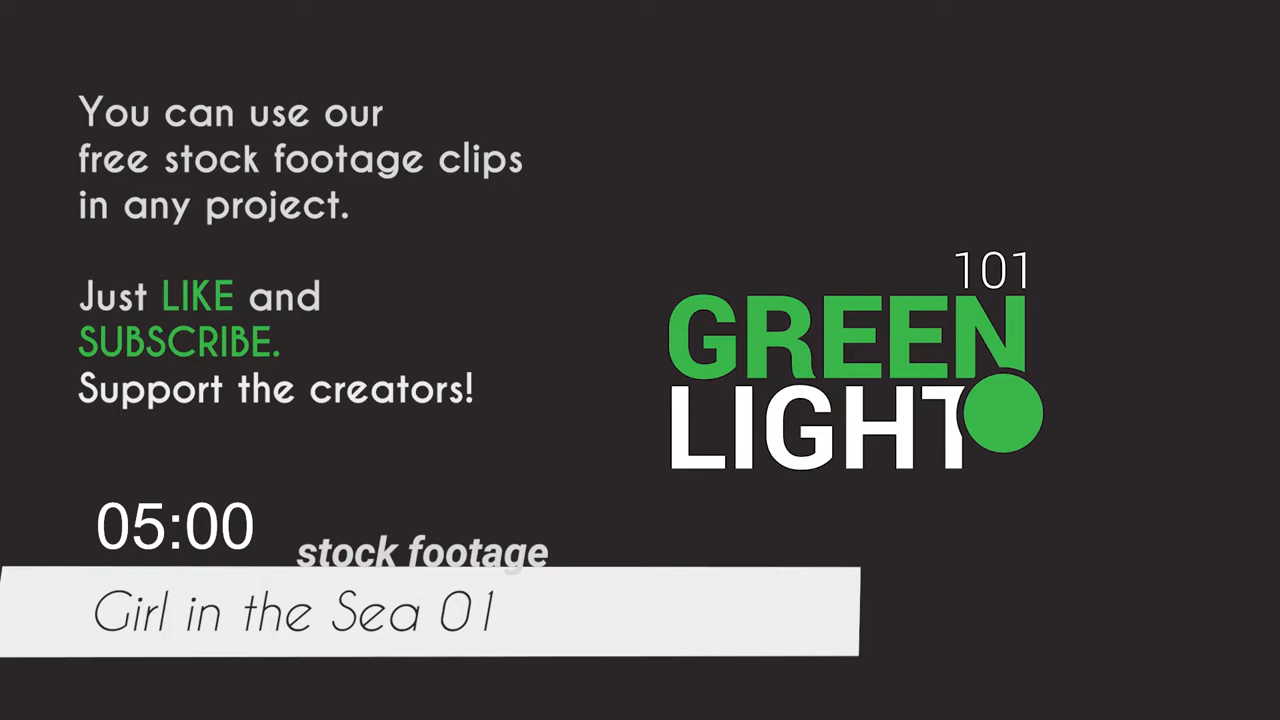 You can use our
free stock footage clips
in any project.
Just LIKE and
SUBSCRIBE.
Support the creators!
101
GREEN
LIGHT
05:00
stock footage
Girl in the Sea 01